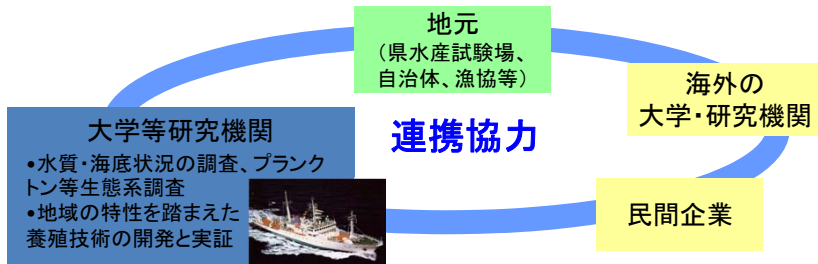 地元
（県水産試験場、
自治体、漁協等）
海外の
大学・研究機関
連携協力
大学等研究機関
•水質・海底状況の調査、プランク
トン等生態系調査
•地域の特性を踏まえた
養殖技術の開発と実証
民間企業